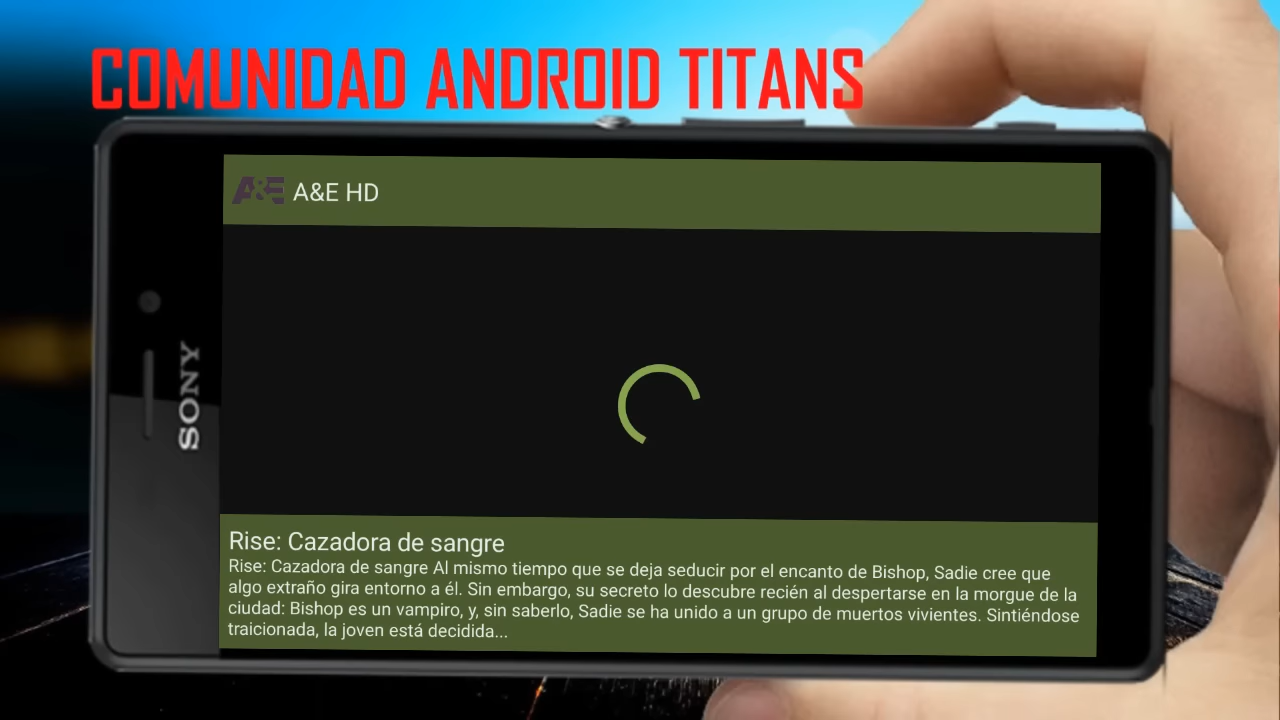 COMUNIDAD ANDROID TITANS
A&E A&E HD
SONY
Rise: Cazadora de sangre
Rise: Cazadora de sangre Al mismo tiempo que se deja seducir por el encanto de Bishop, Sadie cree que
algo extraño gira entorno a él. Sin embargo, su secreto lo descubre recién al despertarse en la morgue de la
ciudad: Bishop es un vampiro, y, sin saberlo, Sadie se ha unido a un grupo de muertos vivientes. Sintiéndose
traicionada, la joven está decidida...